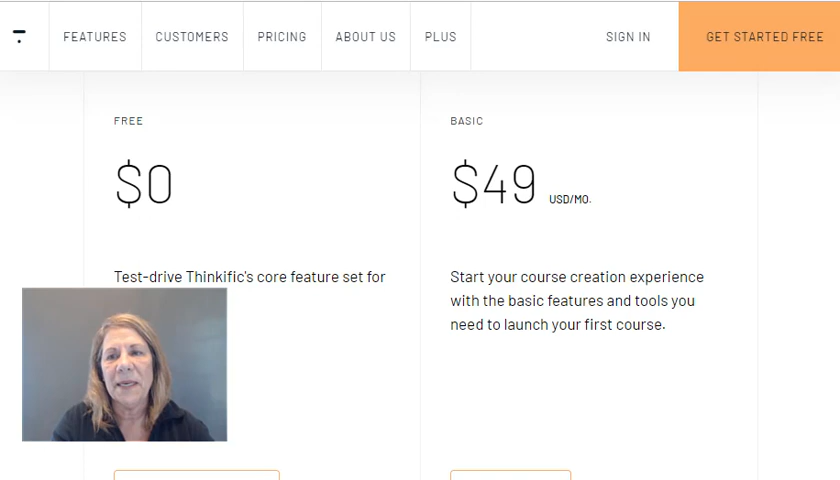 FEATURES CUSTOMERS PRICING ABOUT US PLUS SIGN IN GET STARTED FREE
FREE
$0
Test-drive Thinkific's core feature set for
BASIC
$49 USD/MO.
Start your course creation experience
with the basic features and tools you
need to launch your first course.